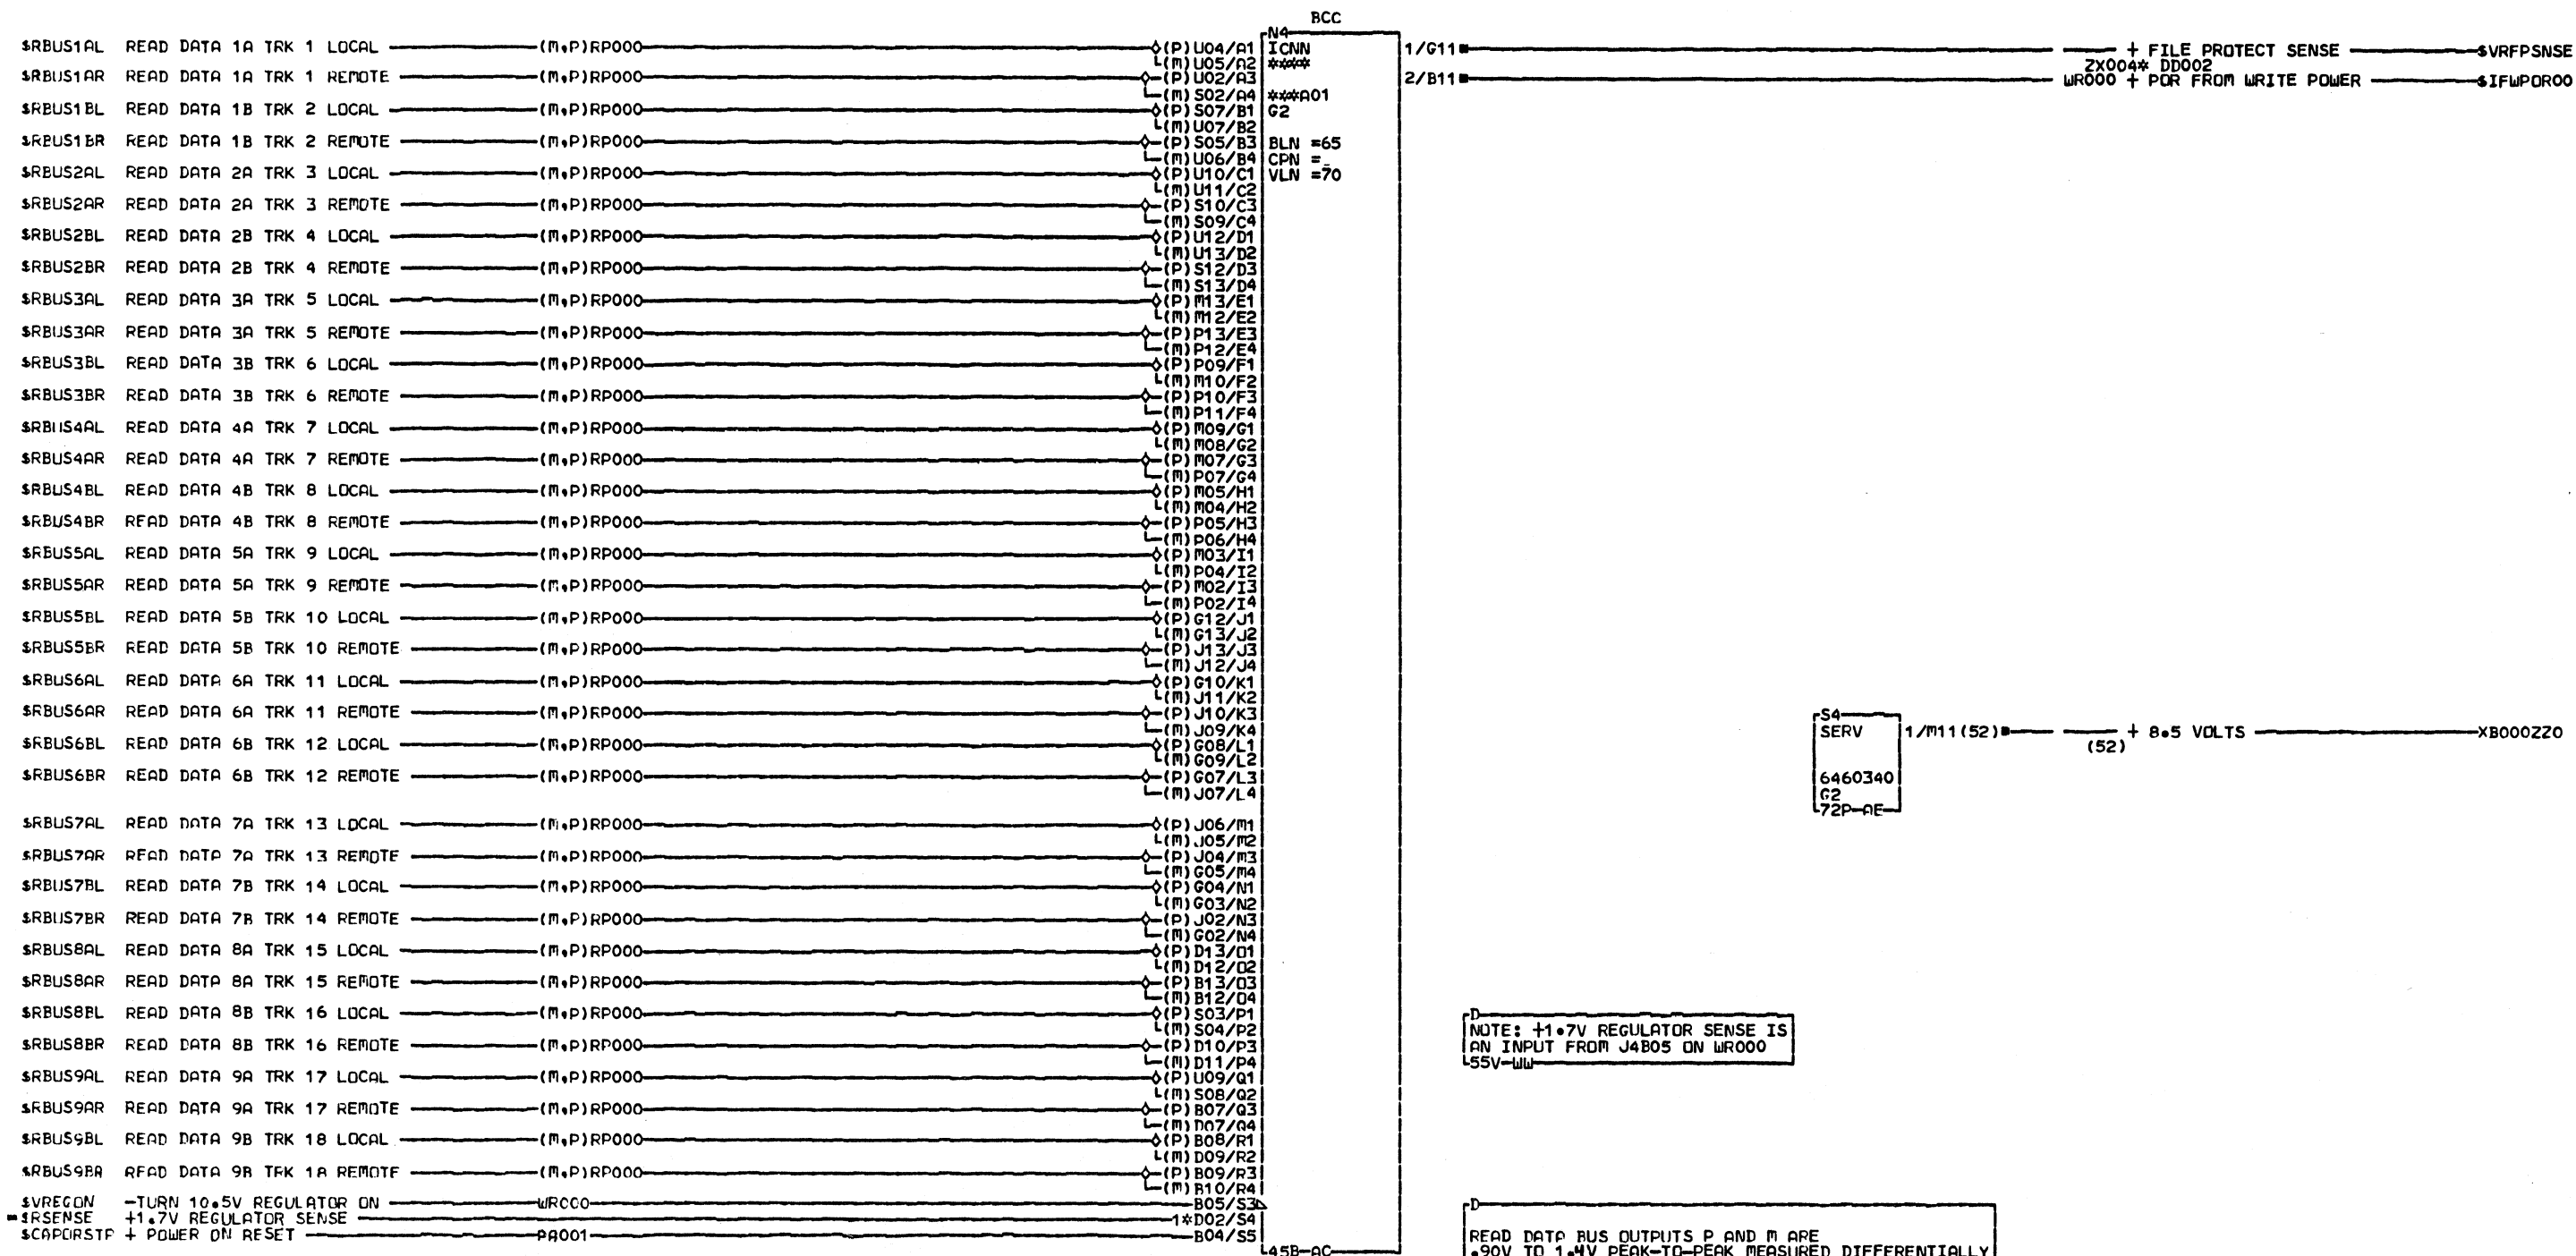 BCC
$RBUS1AL READ DATA 1A TRK 1 LOCAL (M,P)RP000 (P)U04/A1 N4 ICNN 1/G11 + FILE PROTECT SENSE $VRFPSNSE
(M)U05/A2 **** ZX004* DD002
$RBUS1AR READ DATA 1A TRK 1 REMOTE (M,P)RP000 (P)U02/A3 2/B11 WR000 + POR FROM WRITE POWER $IFWPOR00
(M)S02/A4 ***A01
$RBUS1BL READ DATA 1B TRK 2 LOCAL (M,P)RP000 (P)S07/B1 G2
(M)U07/B2
$RBUS1BR READ DATA 1B TRK 2 REMOTE (M,P)RP000 (P)S05/B3 BLN =65
(M)U06/B4 CPN =_
$RBUS2AL READ DATA 2A TRK 3 LOCAL (M,P)RP000 (P)U10/C1 VLN =70
(M)U11/C2
$RBUS2AR READ DATA 2A TRK 3 REMOTE (M,P)RP000 (P)S10/C3
(M)S09/C4
$RBUS2BL READ DATA 2B TRK 4 LOCAL (M,P)RP000 (P)U12/D1
(M)U13/D2
$RBUS2BR READ DATA 2B TRK 4 REMOTE (M,P)RP000 (P)S12/D3
(M)S13/D4
$RBUS3AL READ DATA 3A TRK 5 LOCAL (M,P)RP000 (P)M13/E1
(M)M12/E2
$RBUS3AR READ DATA 3A TRK 5 REMOTE (M,P)RP000 (P)P13/E3
(M)P12/E4
$RBUS3BL READ DATA 3B TRK 6 LOCAL (M,P)RP000 (P)P09/F1
(M)M10/F2
$RBUS3BR READ DATA 3B TRK 6 REMOTE (M,P)RP000 (P)P10/F3
(M)P11/F4
$RBUS4AL READ DATA 4A TRK 7 LOCAL (M,P)RP000 (P)M09/G1
(M)M08/G2
$RBUS4AR READ DATA 4A TRK 7 REMOTE (M,P)RP000 (P)M07/G3
(M)P07/G4
$RBUS4BL READ DATA 4B TRK 8 LOCAL (M,P)RP000 (P)M05/H1
(M)M04/H2
$RBUS4BR READ DATA 4B TRK 8 REMOTE (M,P)RP000 (P)P05/H3
(M)P06/H4
$RBUS5AL READ DATA 5A TRK 9 LOCAL (M,P)RP000 (P)M03/I1
(M)P04/I2
$RBUS5AR READ DATA 5A TRK 9 REMOTE (M,P)RP000 (P)M02/I3
(M)P02/I4
$RBUS5BL READ DATA 5B TRK 10 LOCAL (M,P)RP000 (P)G12/J1
(M)G13/J2
$RBUS5BR READ DATA 5B TRK 10 REMOTE (M,P)RP000 (P)J13/J3
(M)J12/J4
$RBUS6AL READ DATA 6A TRK 11 LOCAL (M,P)RP000 (P)G10/K1
(M)J11/K2
$RBUS6AR READ DATA 6A TRK 11 REMOTE (M,P)RP000 (P)J10/K3 S4
(M)J09/K4 SERV 1/M11(52) + 8.5 VOLTS XB000ZZ0
$RBUS6BL READ DATA 6B TRK 12 LOCAL (M,P)RP000 (P)G08/L1 (52)
(M)G09/L2
$RBUS6BR READ DATA 6B TRK 12 REMOTE (M,P)RP000 (P)G07/L3 6460340
(M)J07/L4 G2
72P-AE
$RBUS7AL READ DATA 7A TRK 13 LOCAL (M,P)RP000 (P)J06/M1
(M)J05/M2
$RBUS7AR READ DATA 7A TRK 13 REMOTE (M,P)RP000 (P)J04/M3
(M)G05/M4
$RBUS7BL READ DATA 7B TRK 14 LOCAL (M,P)RP000 (P)G04/N1
(M)G03/N2
$RBUS7BR READ DATA 7B TRK 14 REMOTE (M,P)RP000 (P)J02/N3
(M)G02/N4
$RBUS8AL READ DATA 8A TRK 15 LOCAL (M,P)RP000 (P)D13/O1
(M)D12/O2
$RBUS8AR READ DATA 8A TRK 15 REMOTE (M,P)RP000 (P)B13/O3
(M)B12/O4
$RBUS8BL READ DATA 8B TRK 16 LOCAL (M,P)RP000 (P)S03/P1 D
(M)S04/P2 NOTE: +1.7V REGULATOR SENSE IS
$RBUS8BR READ DATA 8B TRK 16 REMOTE (M,P)RP000 (P)D10/P3 AN INPUT FROM J4B05 ON WR000
(M)D11/P4 55V-WW
$RBUS9AL READ DATA 9A TRK 17 LOCAL (M,P)RP000 (P)U09/Q1
(M)S08/Q2
$RBUS9AR READ DATA 9A TRK 17 REMOTE (M,P)RP000 (P)B07/Q3
(M)D07/Q4
$RBUS9BL READ DATA 9B TRK 18 LOCAL (M,P)RP000 (P)B08/R1
(M)D09/R2
$RBUS9BR READ DATA 9B TRK 18 REMOTE (M,P)RP000 (P)B09/R3
(M)B10/R4
$VREGON -TURN 10.5V REGULATOR ON WR000 B05/S3 D
$RSENSE +1.7V REGULATOR SENSE 1*D02/S4
$CAPORSTP + POWER ON RESET PA001 B04/S5 READ DATA BUS OUTPUTS P AND M ARE
45B-AC .90V TO 1.4V PEAK-TO-PEAK MEASURED DIFFERENTIALLY